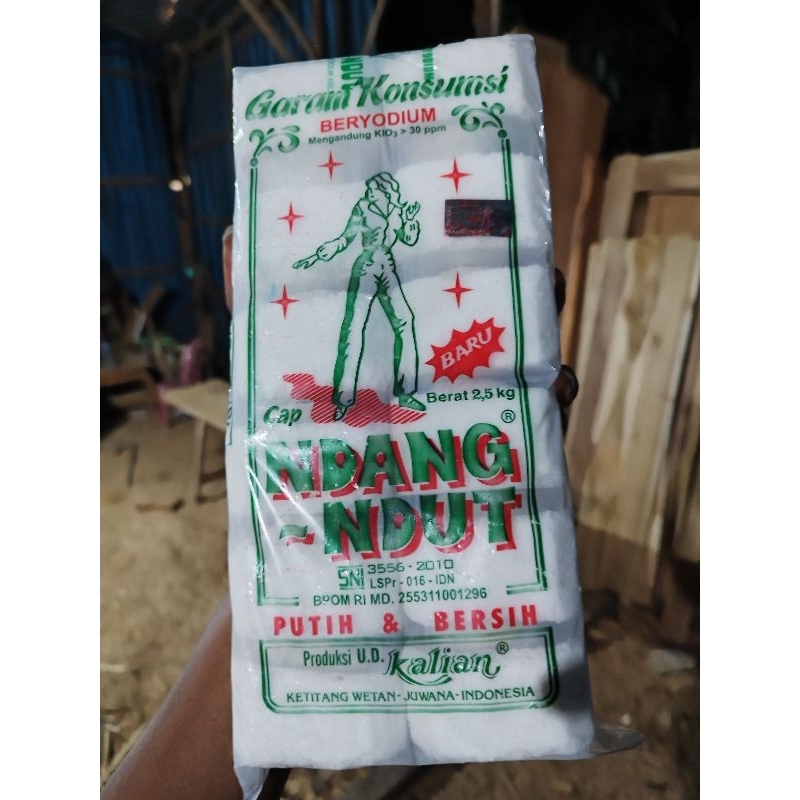 Garam Konsumsi
BERYODIUM
Mengandung KIO₃ > 30 ppm
BARU
Berat 2,5 kg
Cap
NDANG ®
~NDUT
SNI 3556 - 2010
LSPr - 016 - IDN
BPOM RI MD. 255311001296
PUTIH & BERSIH
Produksi U.D. Kalian ®
KETITANG WETAN - JUWANA - INDONESIA